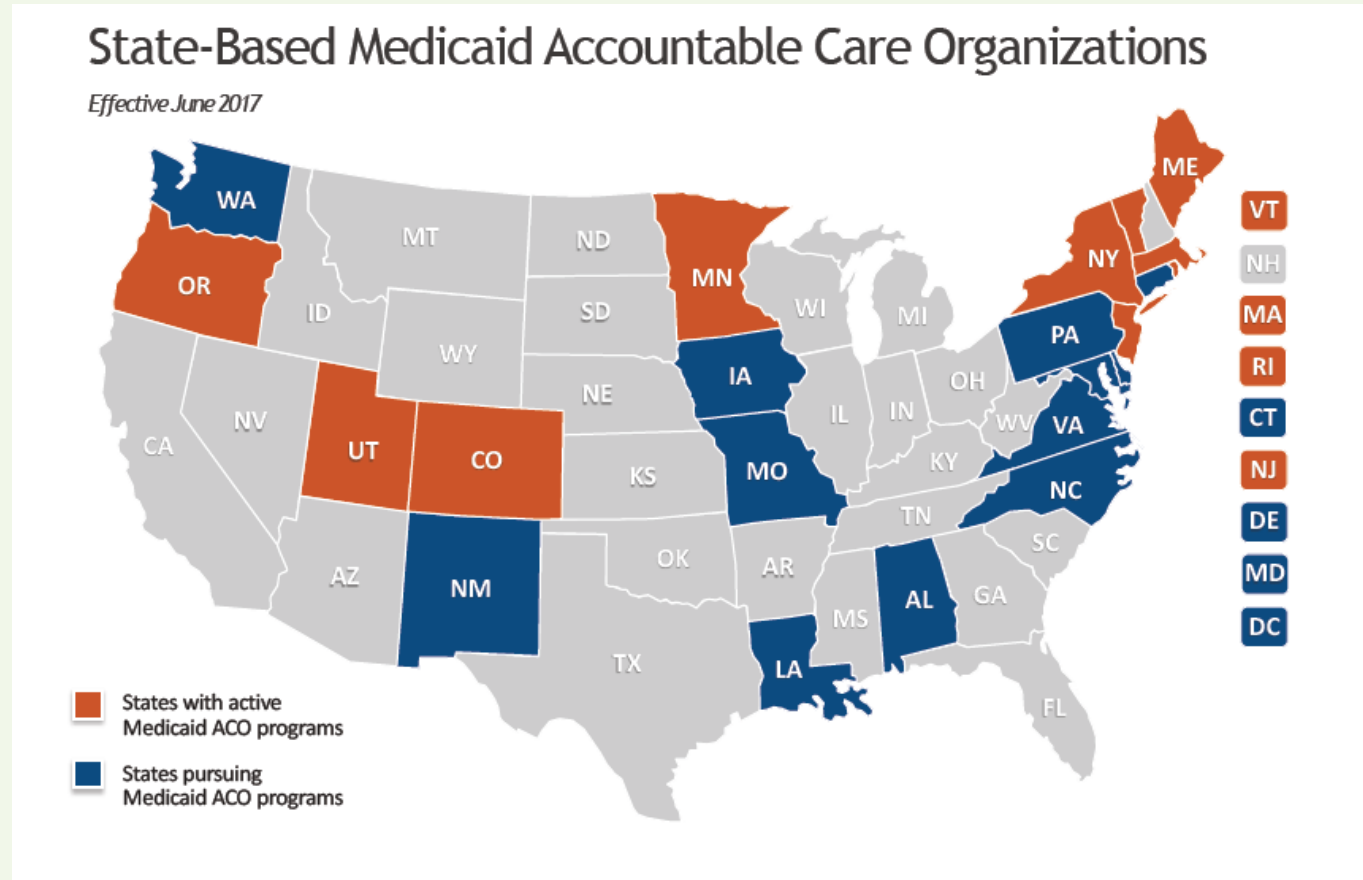 State-Based Medicaid Accountable Care Organizations
Effective June 2017
ME
WA
VT
MT
ND
NH
NY
MN
OR
SD
WI
MI
ID
MA
PA
WY
RI
IA
OH
NE
CT
IL
IN
NV
WV
VA
CA
UT
CO
KY
NJ
MO
KS
NC
TN
DE
SC
OK
AR
AZ
MD
NM
GA
AL
MS
DC
TX
LA
FL
States with active
Medicaid ACO programs
States pursuing
Medicaid ACO programs